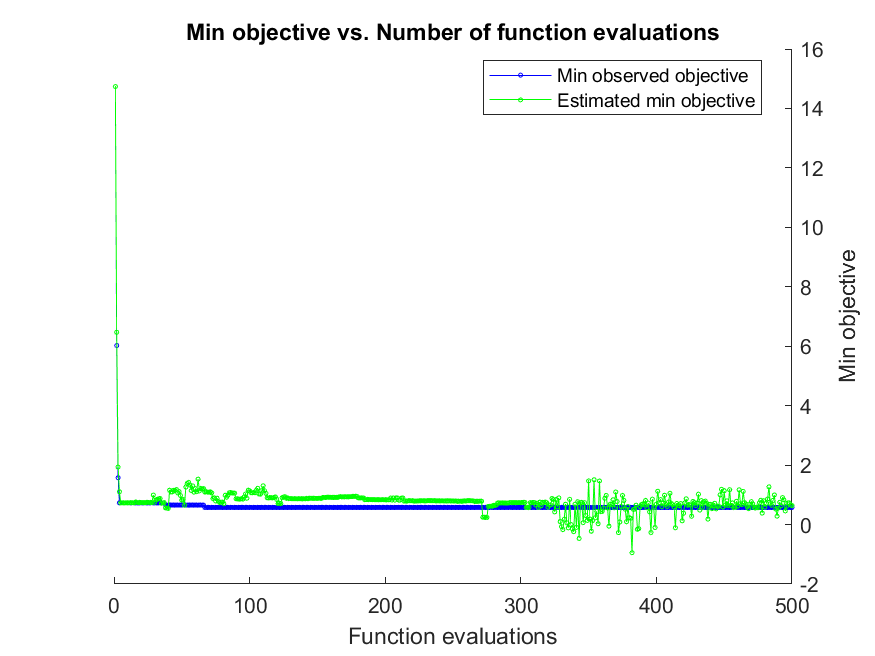 Min objective vs. Number of function evaluations
Min observed objective
Estimated min objective
16
14
12
10
8
6
4
2
0
-2
Min objective
0 100 200 300 400 500
Function evaluations